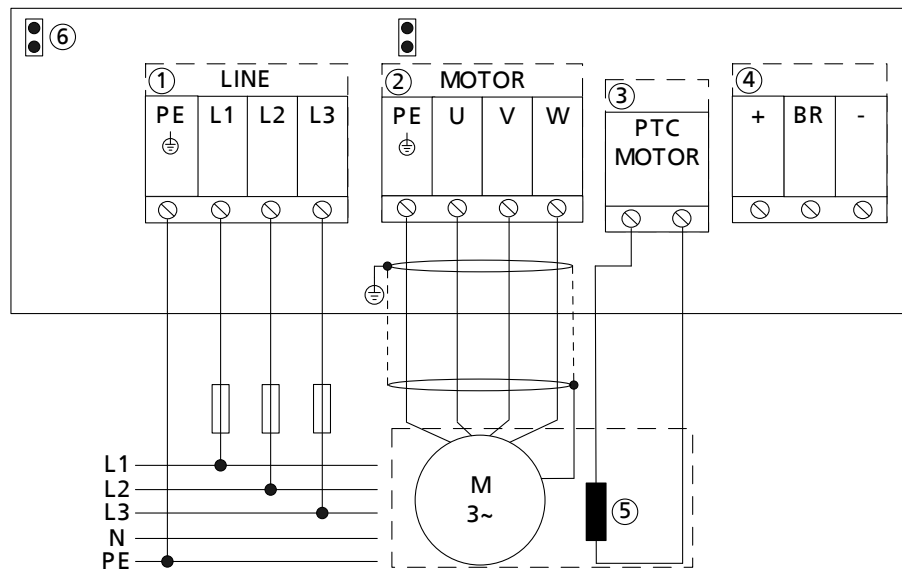 ⑥
① LINE
PE L1 L2 L3
② MOTOR
PE U V W
③
PTC
MOTOR
④
+ BR -
L1
L2
L3
N
PE
M
3~
⑤